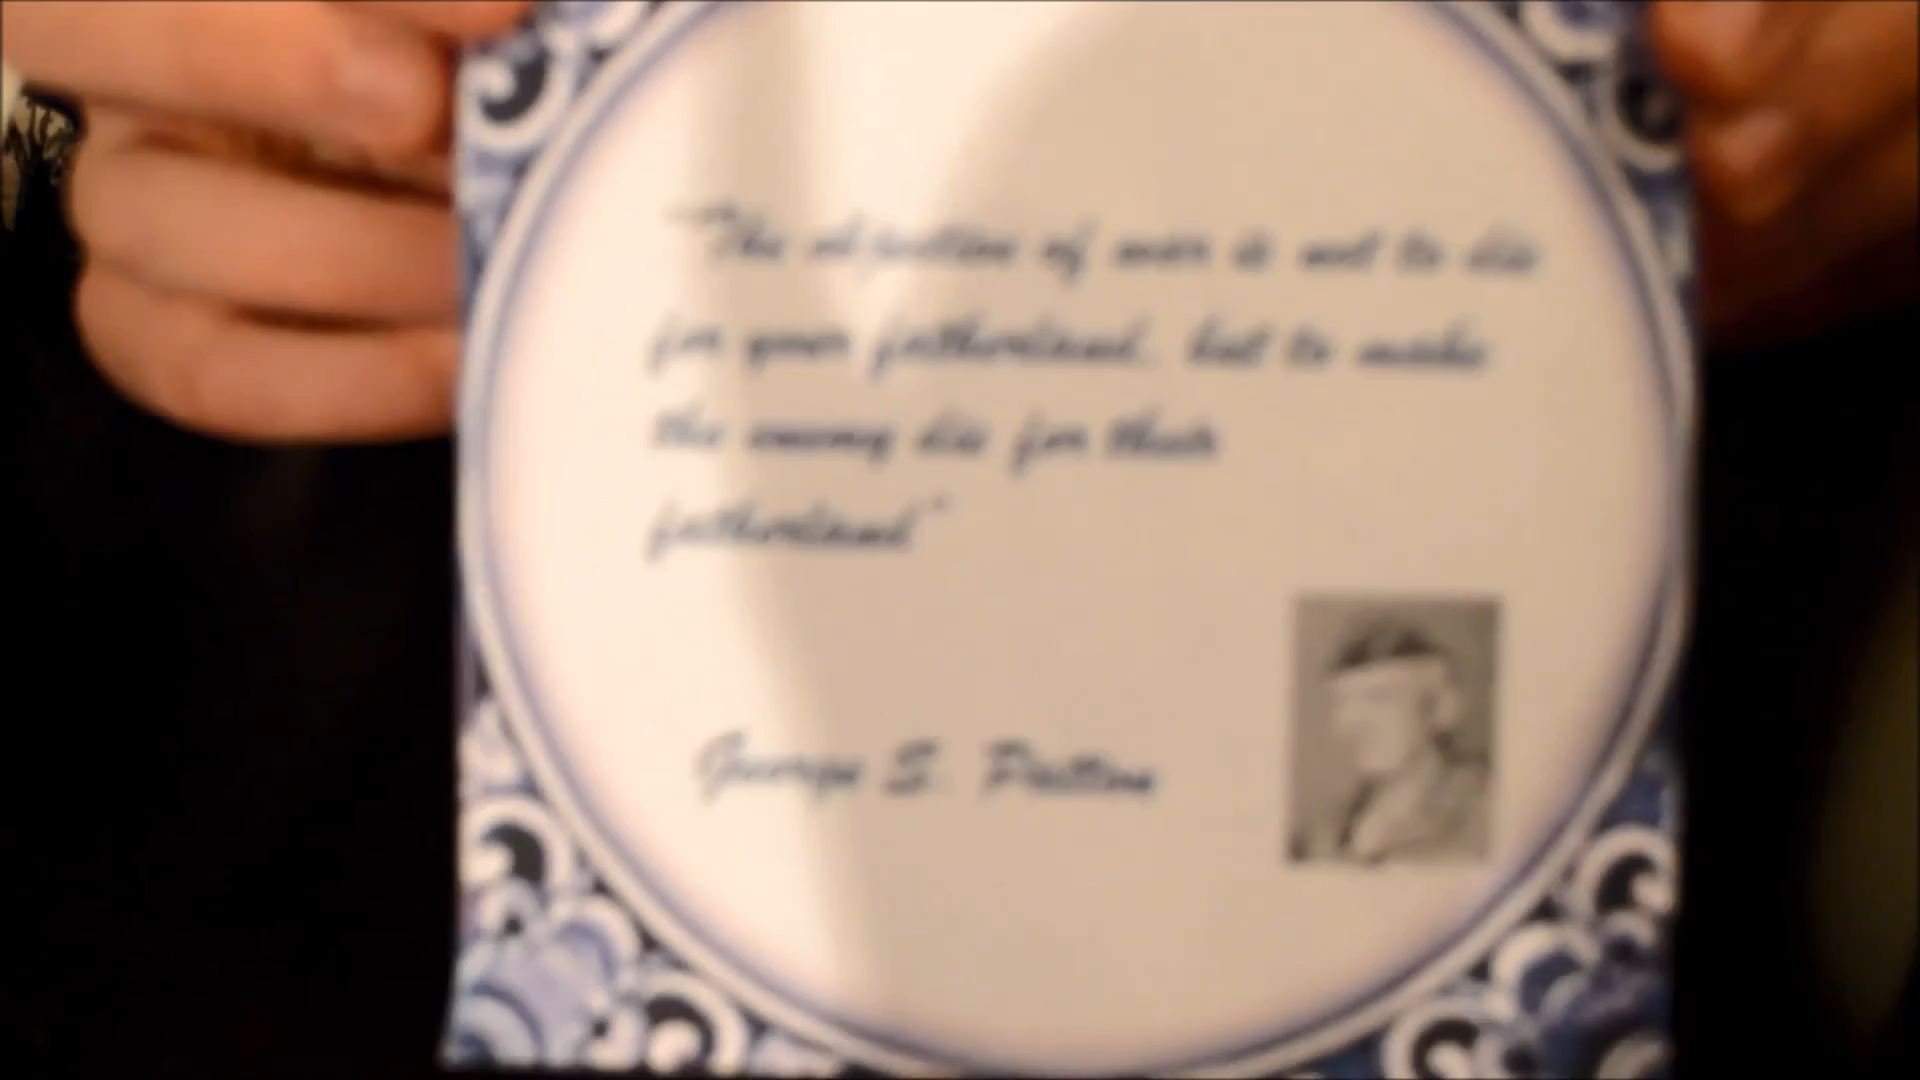 "The objective of war is not to die
for your fatherland, but to make
the enemy die for their
fatherland"
George S. Patton